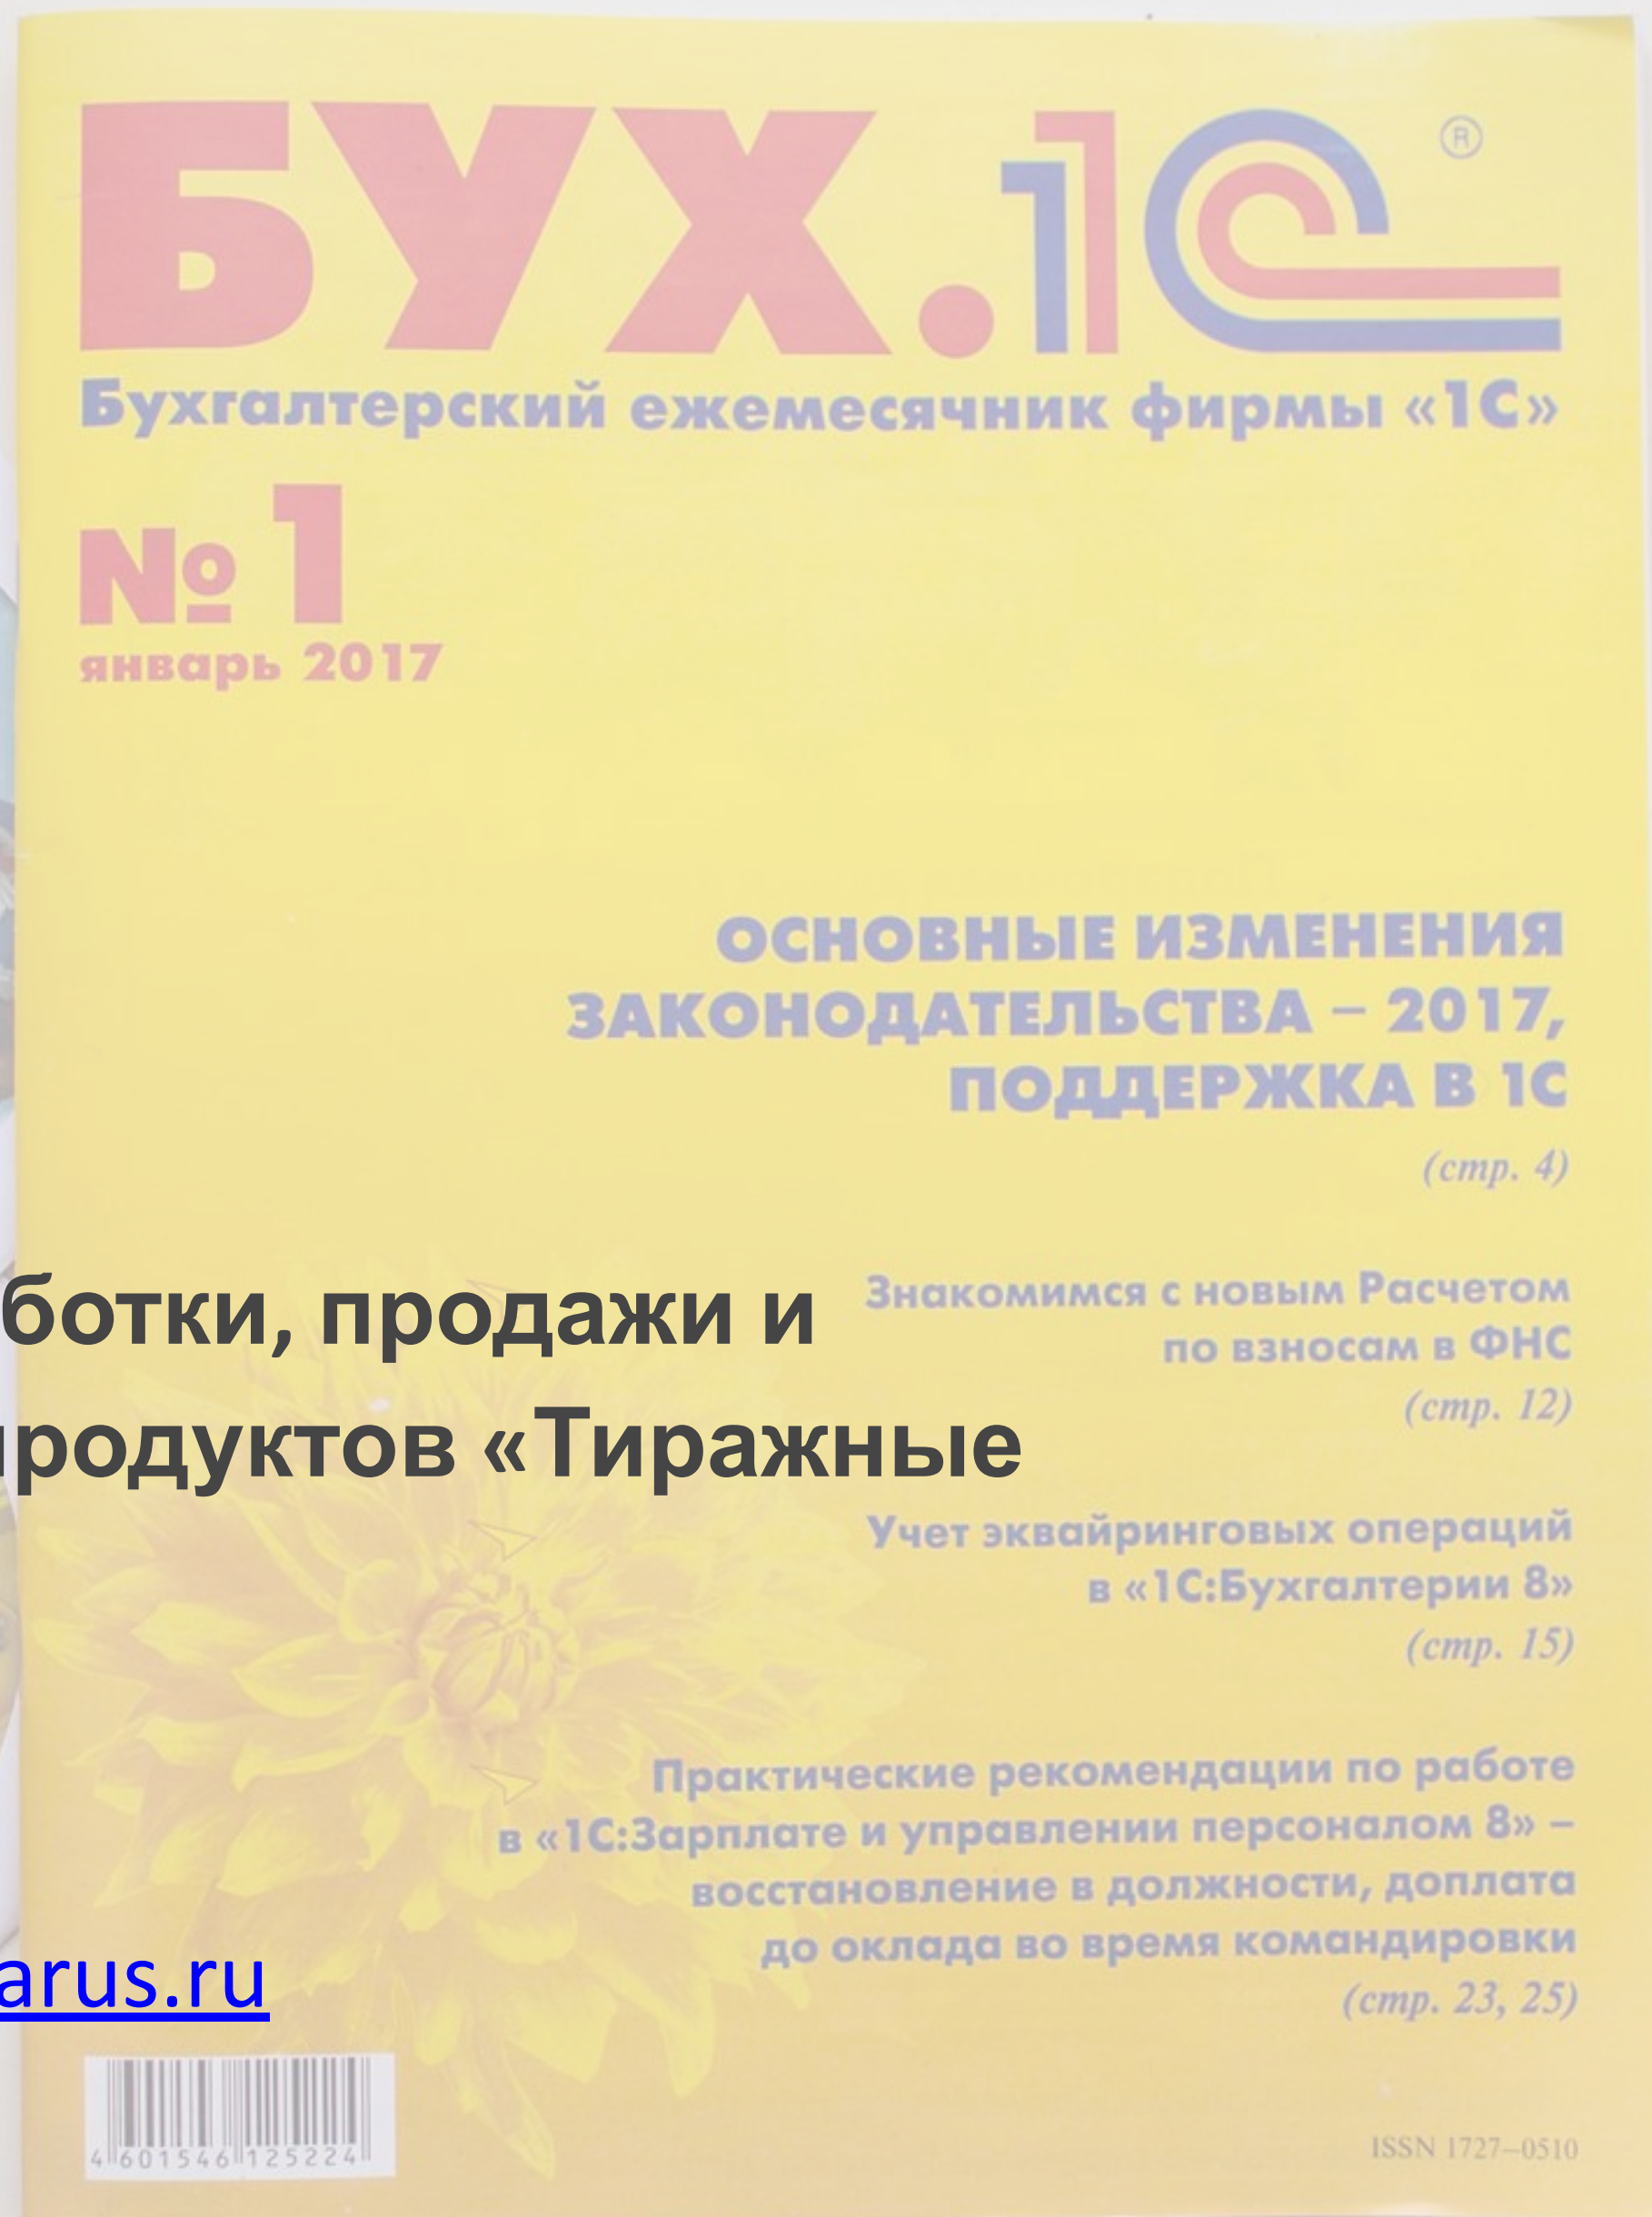 БУХ.1С ®
Бухгалтерский ежемесячник фирмы «1С»
№ 1
январь 2017
ОСНОВНЫЕ ИЗМЕНЕНИЯ
ЗАКОНОДАТЕЛЬСТВА – 2017,
ПОДДЕРЖКА В 1С
(стр. 4)
Знакомимся с новым Расчетом
по взносам в ФНС
(стр. 12)
ботки, продажи и
продуктов «Тиражные
Учет эквайринговых операций
в «1С:Бухгалтерии 8»
(стр. 15)
Практические рекомендации по работе
в «1С:Зарплате и управлении персоналом 8» –
восстановление в должности, доплата
до оклада во время командировки
(стр. 23, 25)
arus.ru
4 601546 125224
ISSN 1727–0510